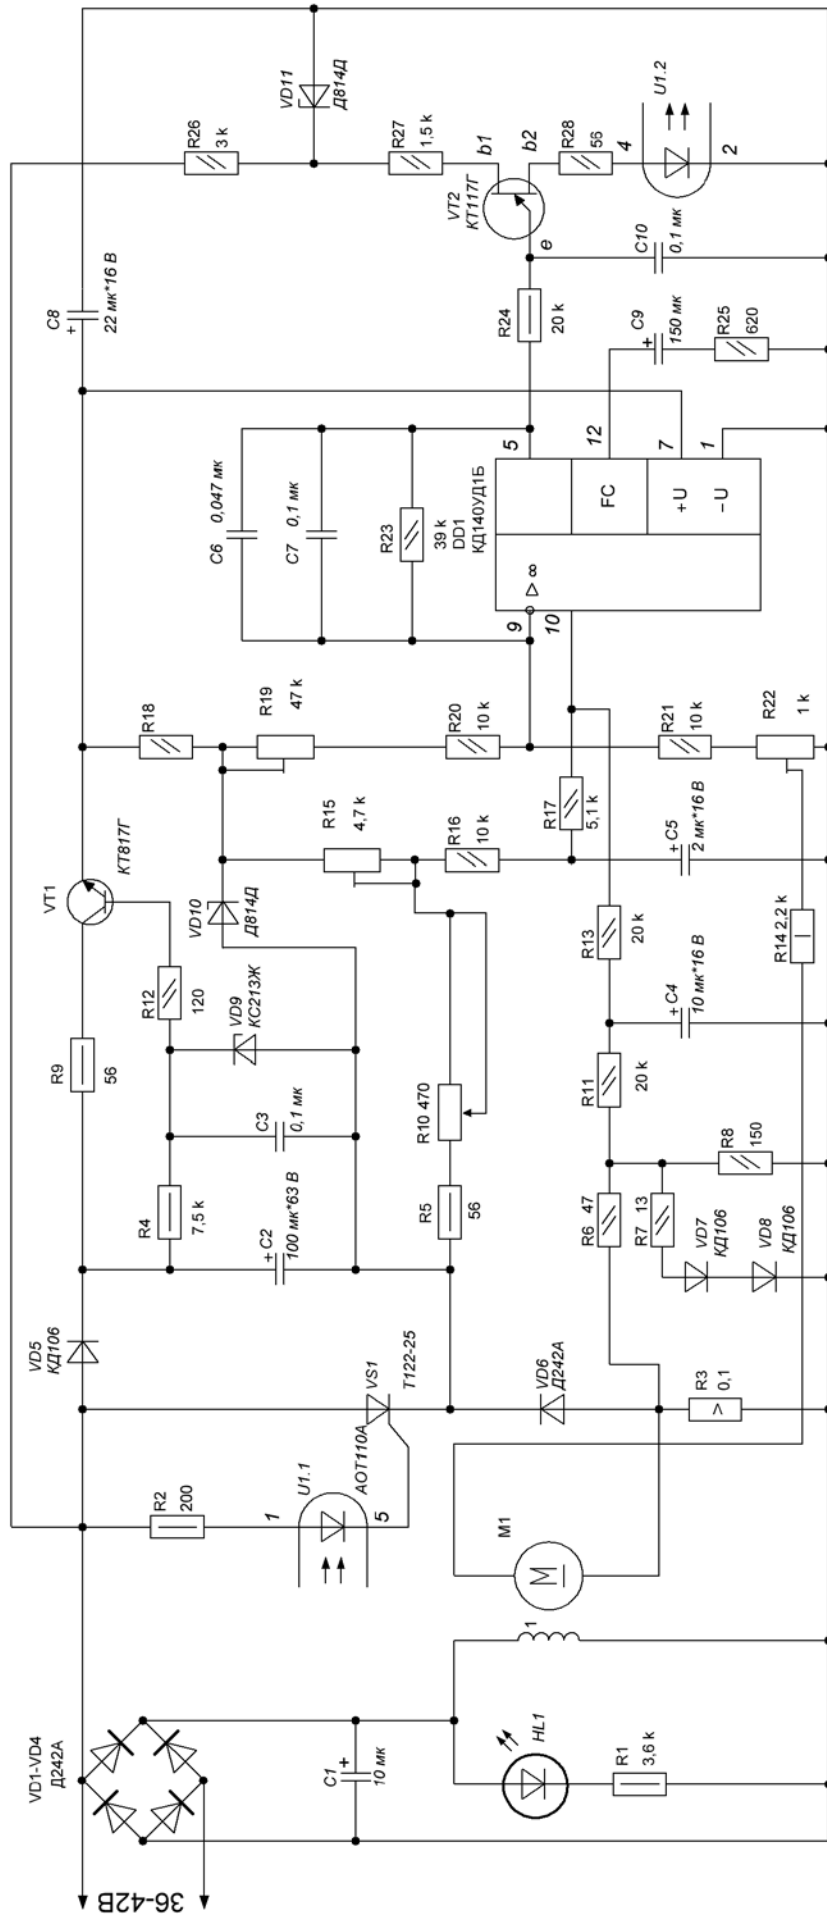 C8
+
22 мк*16 В
VD11
Д814Д
R26
3 k
R27
1,5 k
b1
b2
VT2
КТ117Г
e
R28
56
4
2
U1.2
C10
0,1 мк
R24
20 k
C9
+
150 мк
R25
620
C6
0,047 мк
C7
0,1 мк
R23
39 k
DD1
КД140УД1Б
5
12
7
1
FC
+U
−U
▷ ∞
9
10
R18
R19
47 k
R20
10 k
R21
10 k
R22
1 k
VT1
КТ817Г
VD10
Д814Д
R15
4,7 k
R16
10 k
R17
5,1 k
+ C5
2 мк*16 В
R12
120
R13
20 k
R14 2,2 k
+ C4
10 мк*16 В
R9
56
VD9
КС213Ж
C3
0,1 мк
R10 470
R11
20 k
R4
7,5 k
+ C2
100 мк*63 В
R5
56
R6 47
R7 13
R8
150
VD7
КД106
VD8
КД106
VD5
КД106
VS1
T122-25
VD6
Д242А
R3
0,1
>
R2
200
1
U1.1
АОТ110А
5
M1
M
1
VD1-VD4
Д242А
C1
+
10 мк
HL1
R1
3,6 k
36-42В